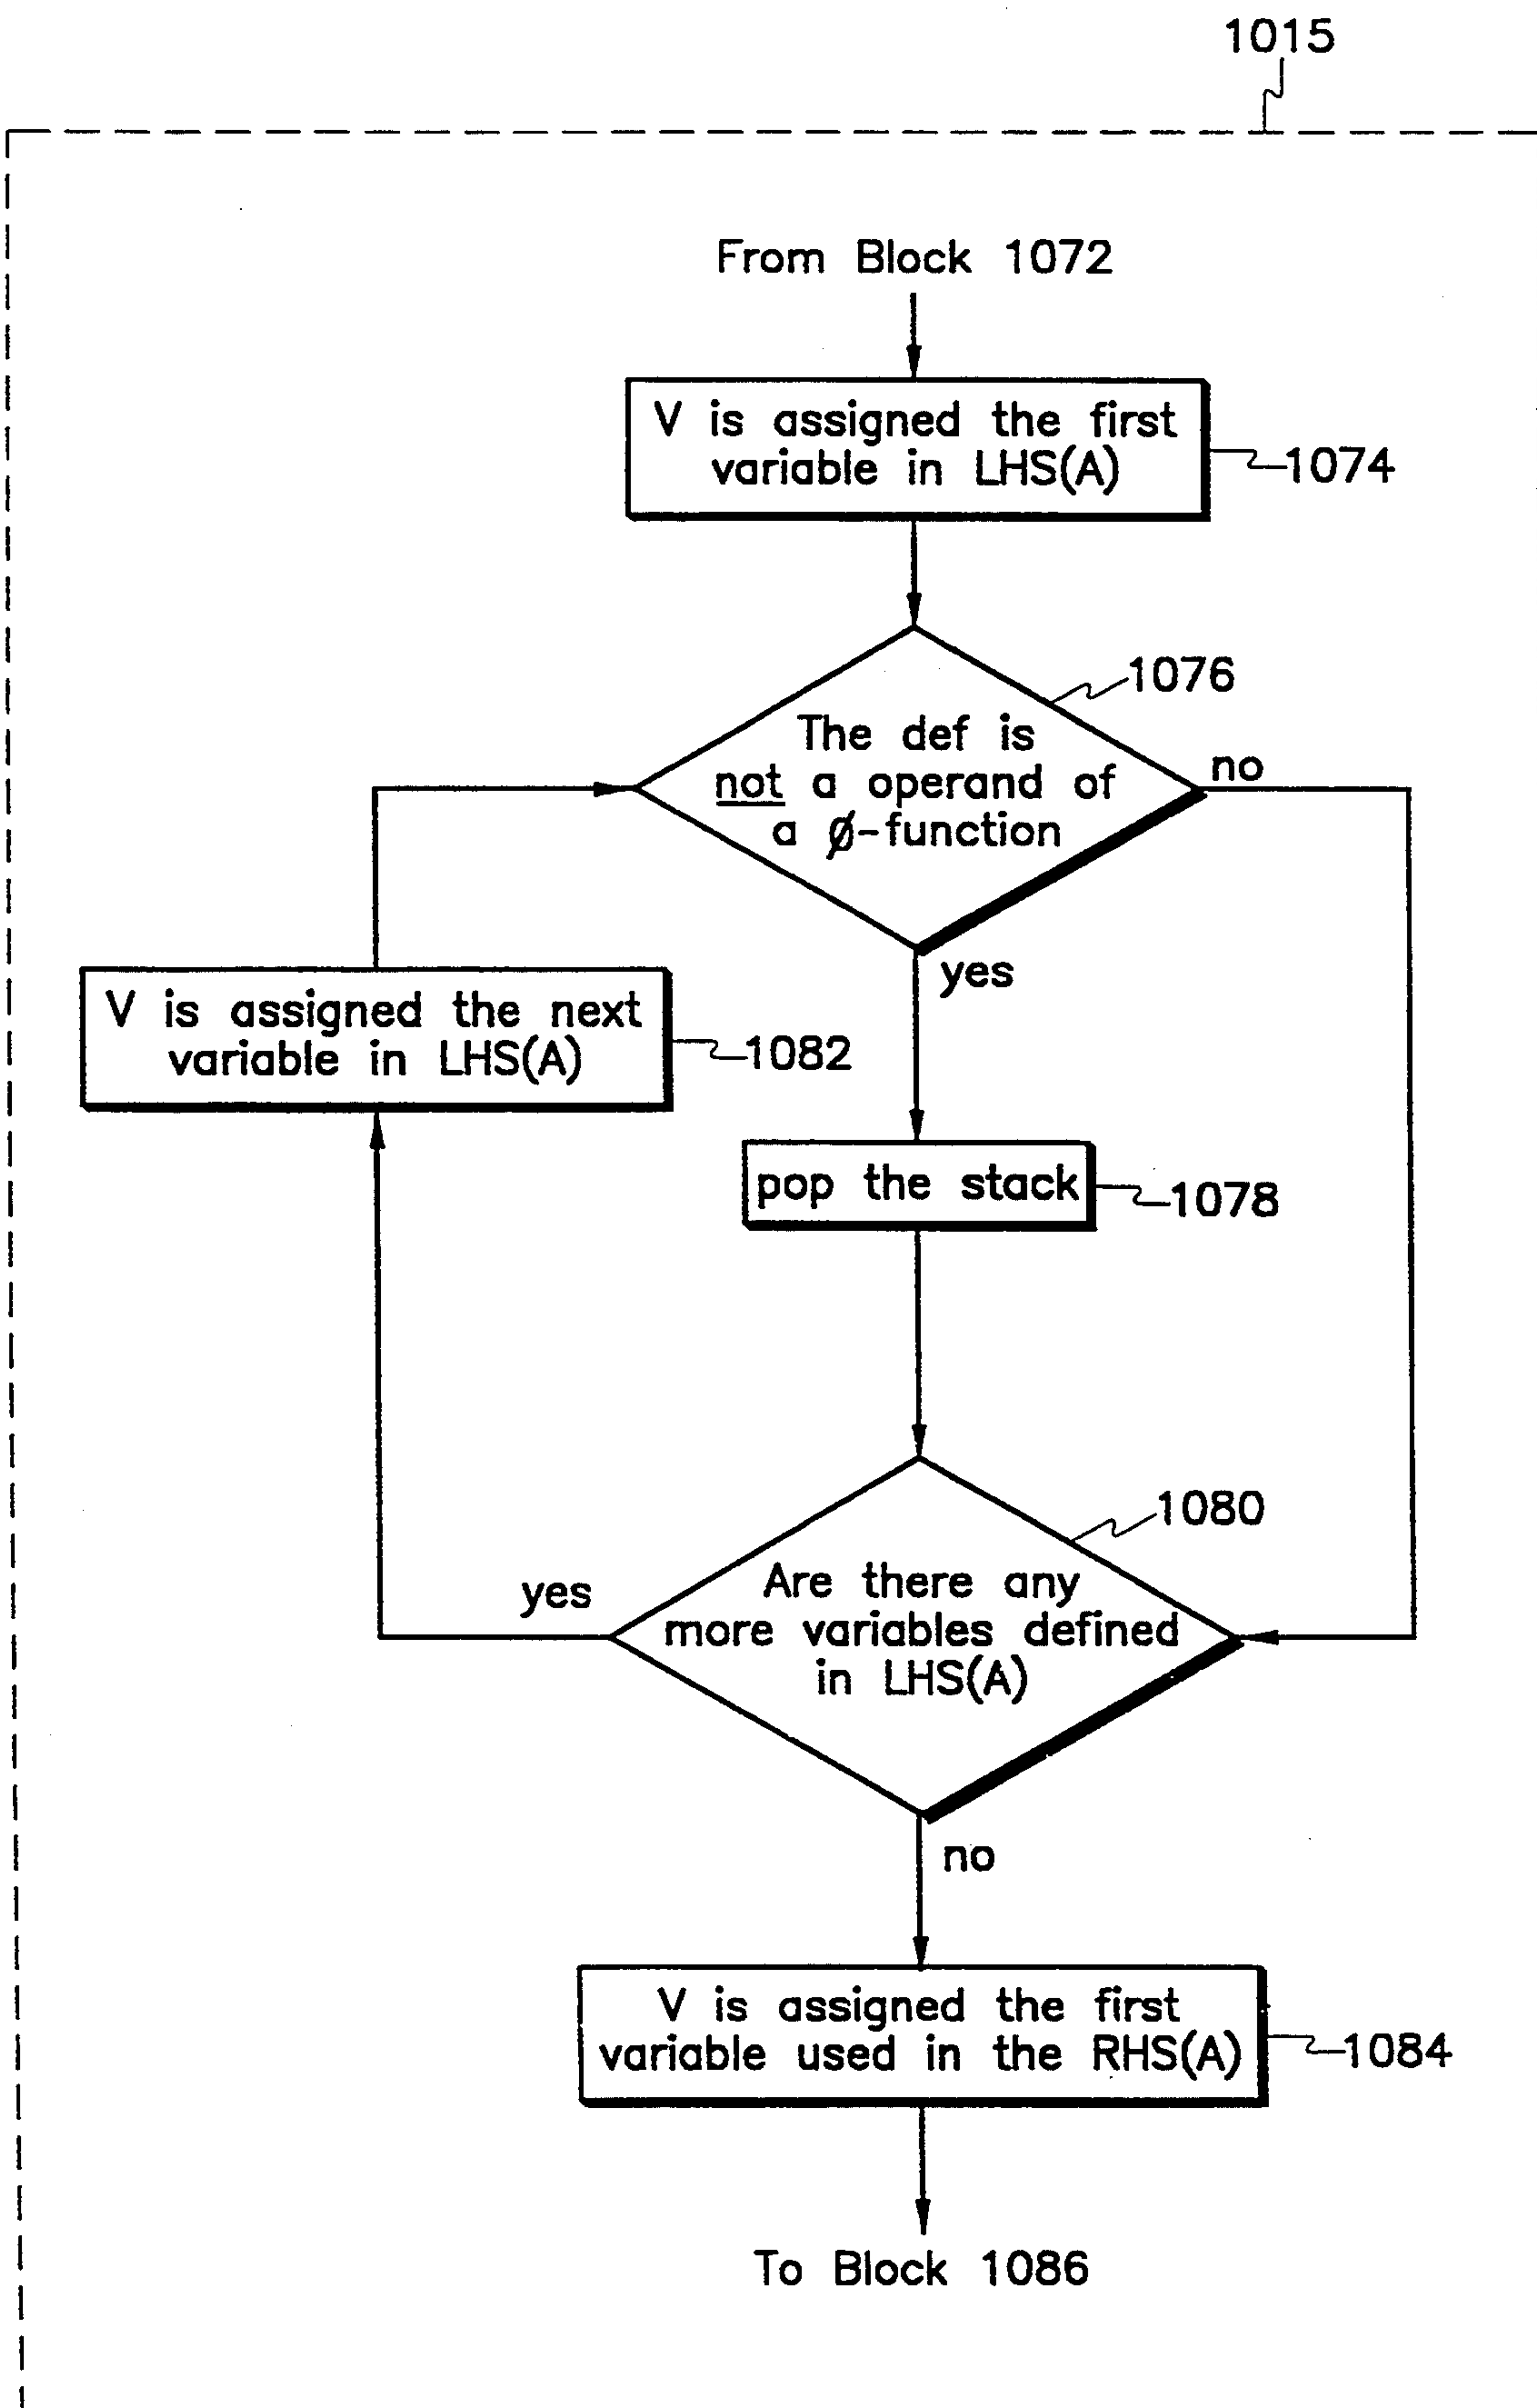 1015
From Block 1072
V is assigned the first
variable in LHS(A)
1074
1076
The def is
not a operand of
a ø-function
no
yes
V is assigned the next
variable in LHS(A)
1082
pop the stack
1078
1080
Are there any
more variables defined
in LHS(A)
yes
no
V is assigned the first
variable used in the RHS(A)
1084
To Block 1086